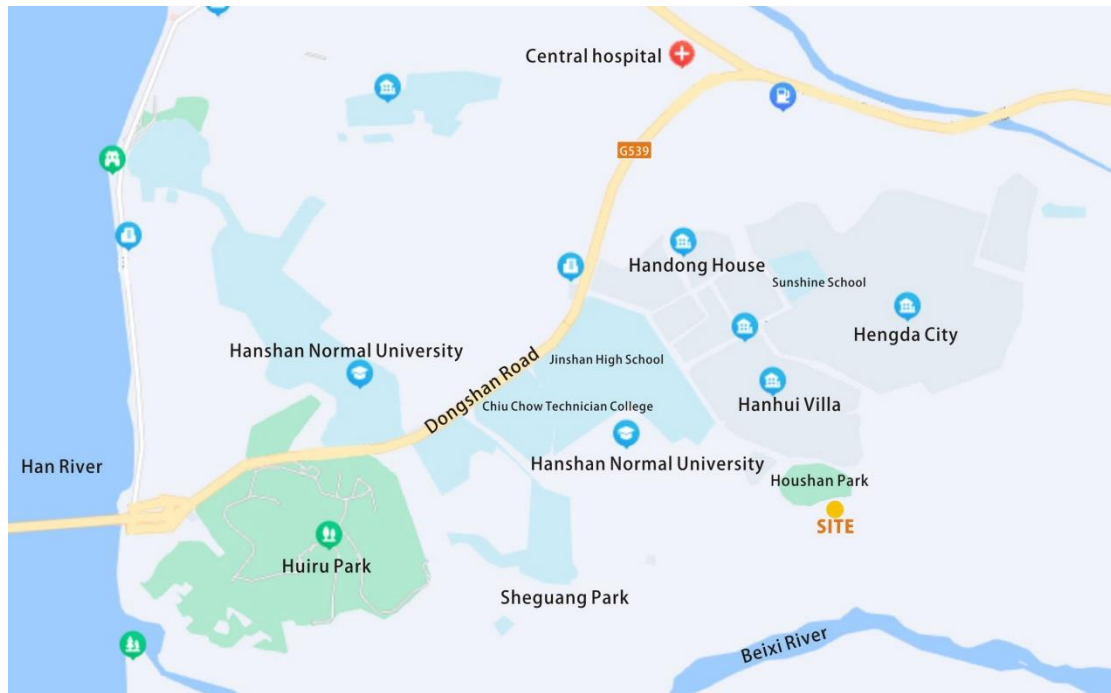 Central hospital
G539
Handong House
Sunshine School
Hengda City
Hanshan Normal University
Jinshan High School
Dongshan Road
Chiu Chow Technician College
Hanhui Villa
Han River
Hanshan Normal University
Houshan Park
SITE
Huiru Park
Sheguang Park
Beixi River